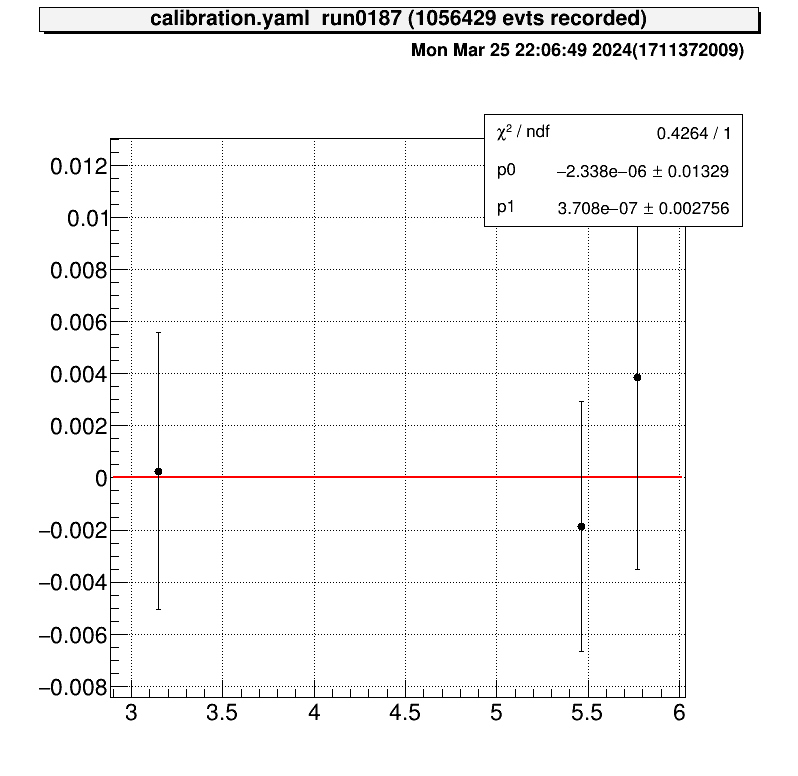 calibration.yaml run0187 (1056429 evts recorded)
Mon Mar 25 22:06:49 2024(1711372009)
χ² / ndf 0.4264 / 1
p0 −2.338e−06 ± 0.01329
p1 3.708e−07 ± 0.002756
0.012
0.01
0.008
0.006
0.004
0.002
0
−0.002
−0.004
−0.006
−0.008
3 3.5 4 4.5 5 5.5 6